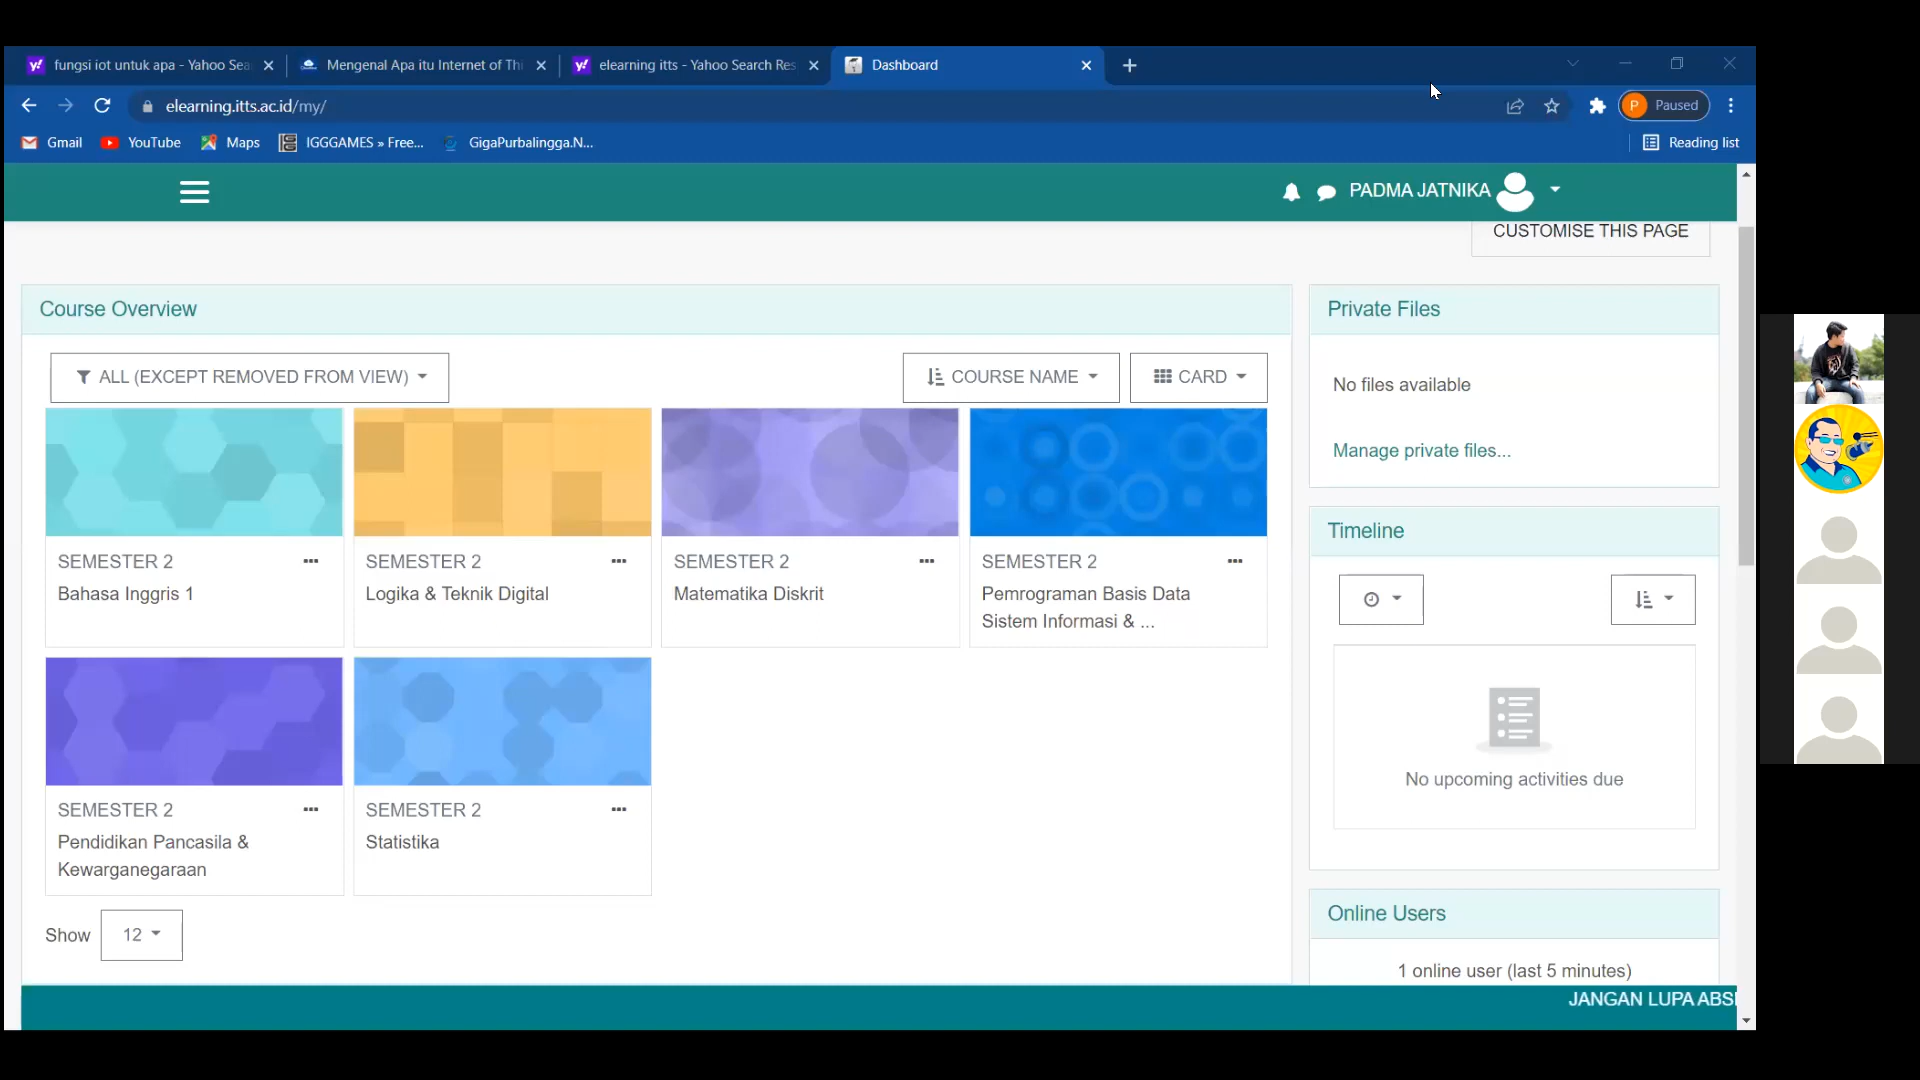 fungsi iot untuk apa - Yahoo Sea
Mengenal Apa itu Internet of Thi
elearning itts - Yahoo Search Res
Dashboard
elearning.itts.ac.id/my/
P Paused
Gmail
YouTube
Maps
IGGGAMES » Free...
GigaPurbalingga.N...
Reading list
PADMA JATNIKA
CUSTOMISE THIS PAGE
Course Overview
ALL (EXCEPT REMOVED FROM VIEW)
COURSE NAME
CARD
SEMESTER 2
Bahasa Inggris 1
SEMESTER 2
Logika & Teknik Digital
SEMESTER 2
Matematika Diskrit
SEMESTER 2
Pemrograman Basis Data
Sistem Informasi & ...
SEMESTER 2
Pendidikan Pancasila &
Kewarganegaraan
SEMESTER 2
Statistika
Show 12
Private Files
No files available
Manage private files...
Timeline
No upcoming activities due
Online Users
1 online user (last 5 minutes)
JANGAN LUPA ABS